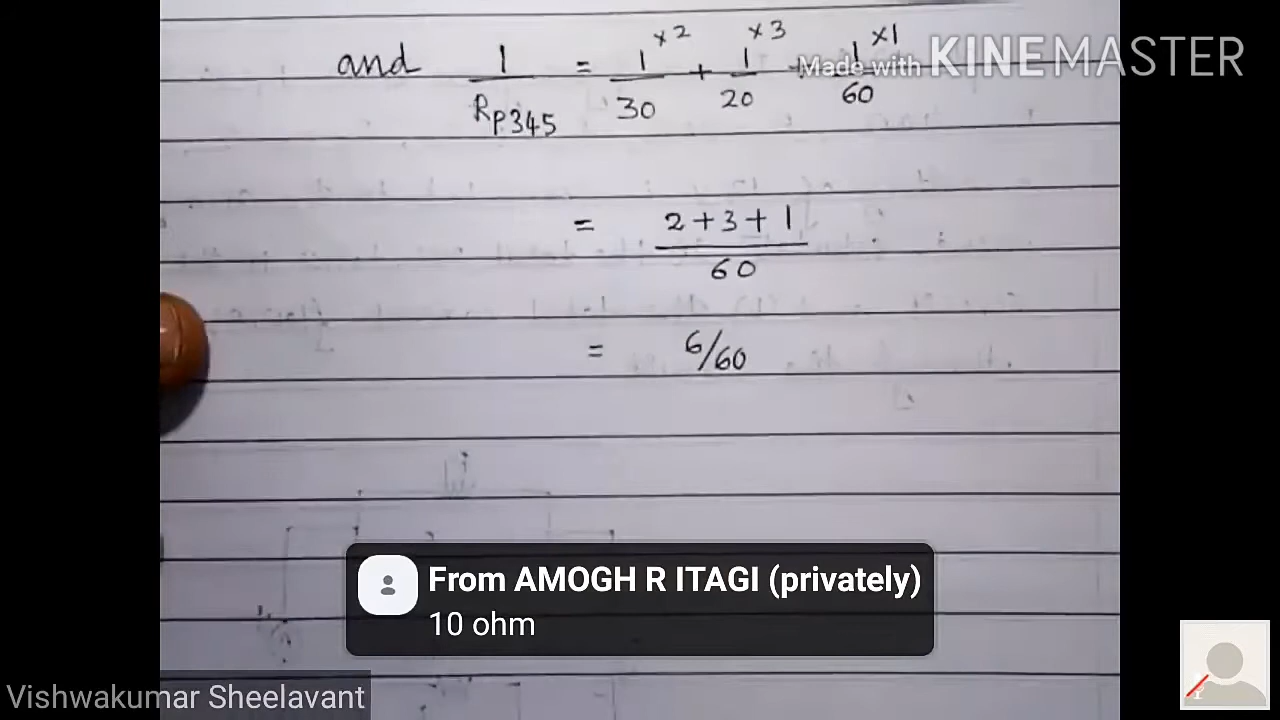 and 1/Rp345 = 1/30 ×2 + 1/20 ×3 + 1/60 ×1
Made with KINEMASTER
= 2+3+1/60
= 6/60
From AMOGH R ITAGI (privately)
10 ohm
Vishwakumar Sheelavant